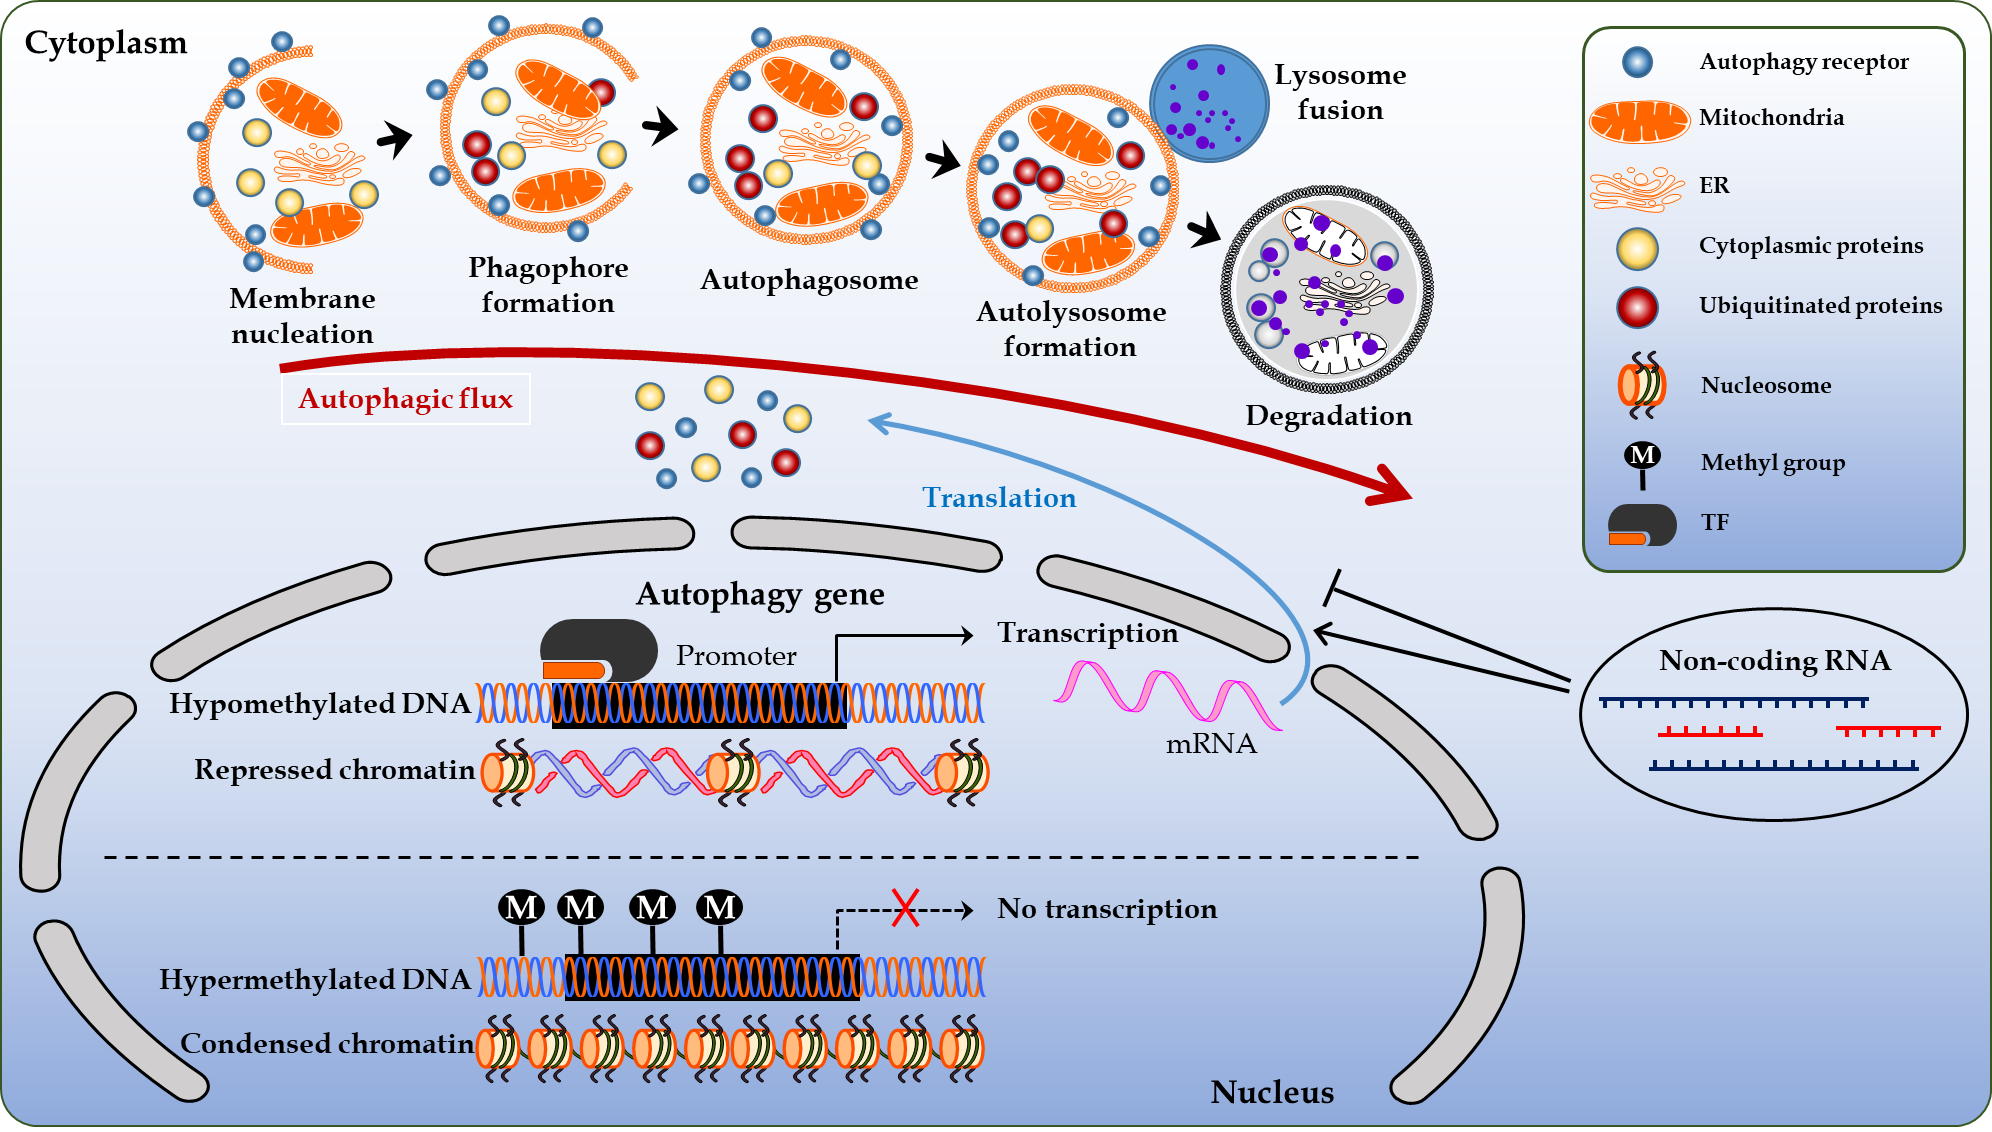 Cytoplasm
Membrane
nucleation
Phagophore
formation
Autophagosome
Autolysosome
formation
Lysosome
fusion
Degradation
Autophagic flux
Translation
Autophagy receptor
Mitochondria
ER
Cytoplasmic proteins
Ubiquitinated proteins
Nucleosome
M
Methyl group
TF
Autophagy gene
Promoter
Transcription
Hypomethylated DNA
mRNA
Repressed chromatin
Non-coding RNA
M M M M
No transcription
Hypermethylated DNA
Condensed chromatin
Nucleus